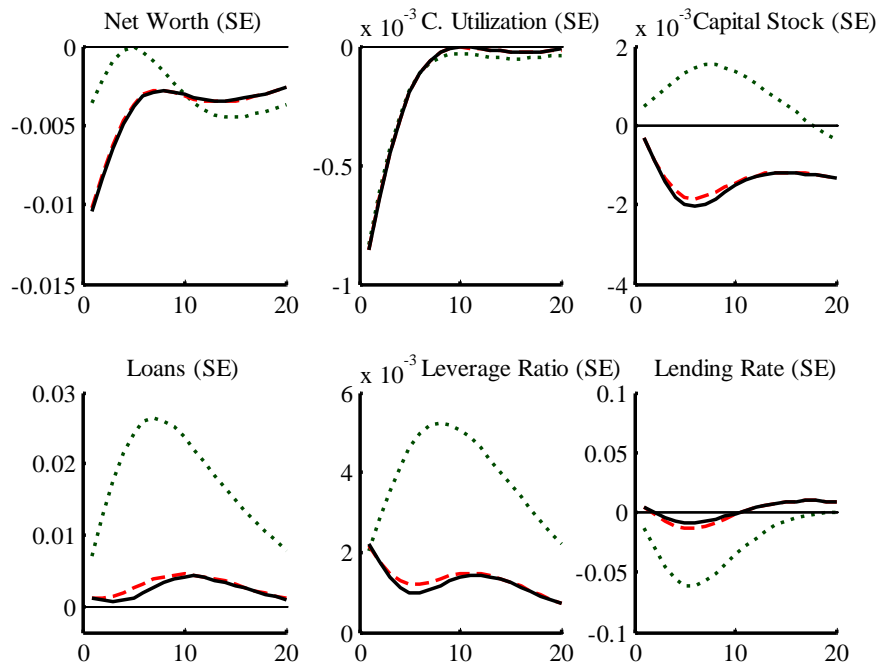 Net Worth (SE)
0
-0.005
-0.01
-0.015
0 10 20
x 10-3 C. Utilization (SE)
0
-0.5
-1
0 10 20
x 10-3 Capital Stock (SE)
2
0
-2
-4
0 10 20
Loans (SE)
0.03
0.02
0.01
0
0 10 20
x 10-3 Leverage Ratio (SE)
6
4
2
0
0 10 20
Lending Rate (SE)
0.1
0.05
0
-0.05
-0.1
0 10 20